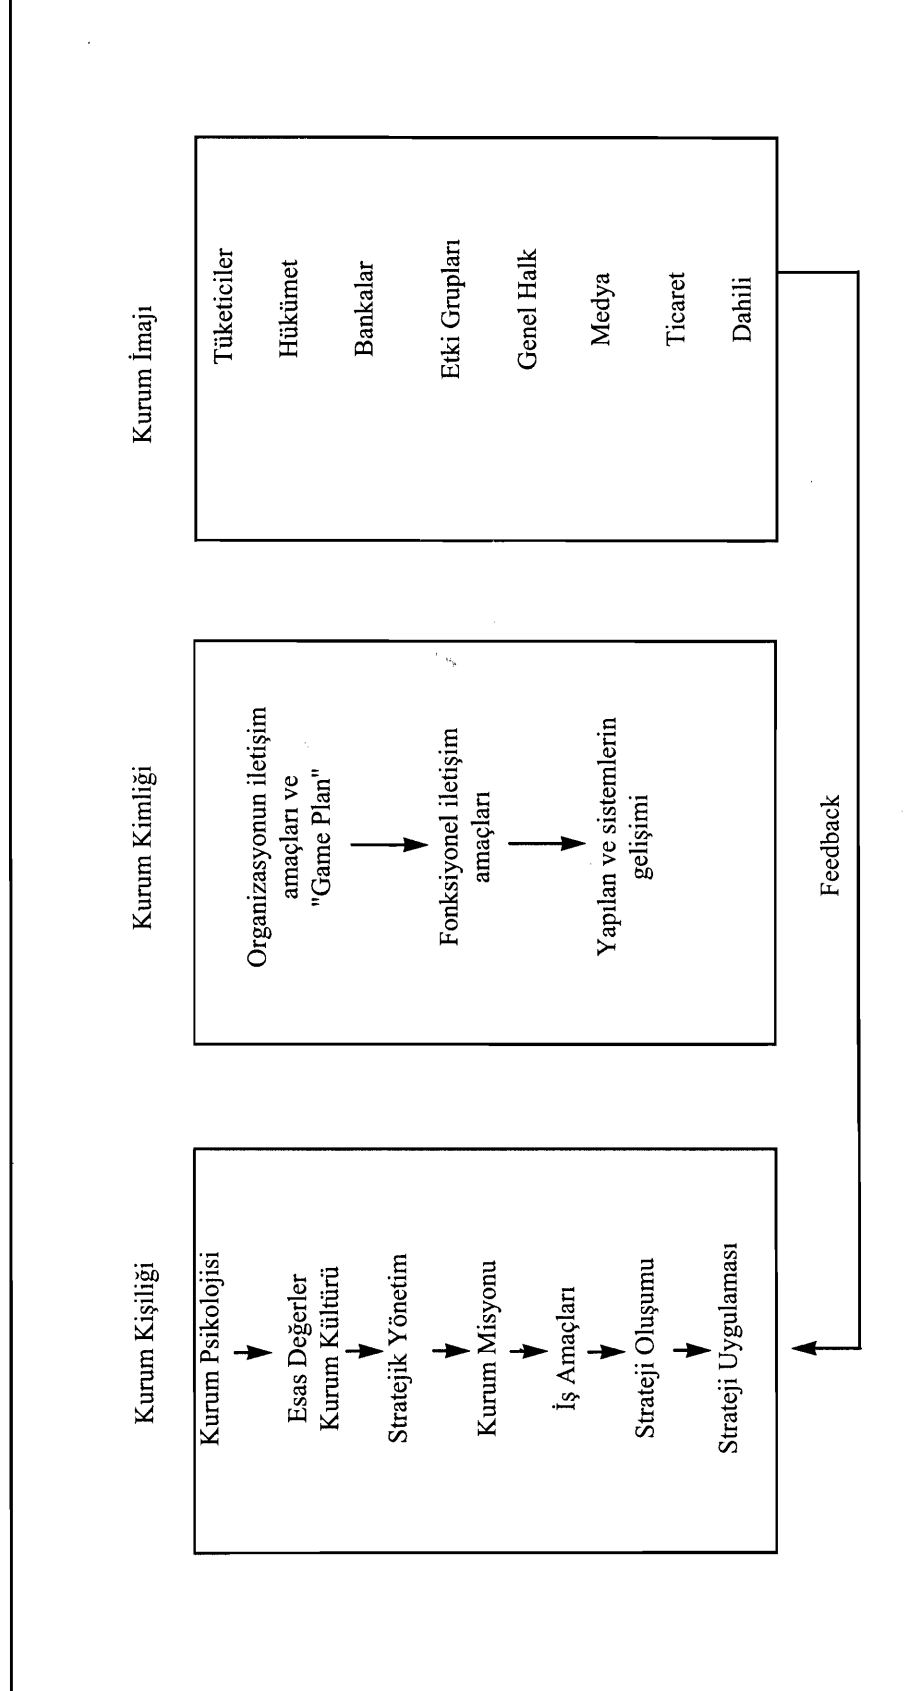 Kurum Kişiliği
Kurum Psikolojisi
Esas Değerler
Kurum Kültürü
Stratejik Yönetim
Kurum Misyonu
İş Amaçları
Strateji Oluşumu
Strateji Uygulaması
Kurum Kimliği
Organizasyonun iletişim
amaçları ve
"Game Plan"
Fonksiyonel iletişim
amaçları
Yapılan ve sistemlerin
gelişimi
Kurum İmajı
Tüketiciler
Hükümet
Bankalar
Etki Grupları
Genel Halk
Medya
Ticaret
Dahili
Feedback